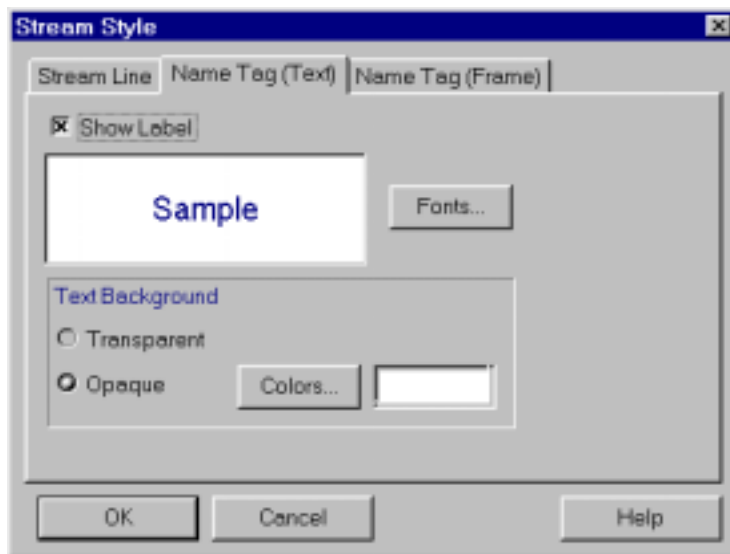 Stream Style
Stream Line Name Tag (Text) Name Tag (Frame)
Show Label
Sample
Fonts...
Text Background
Transparent
Opaque Colors...
OK Cancel Help